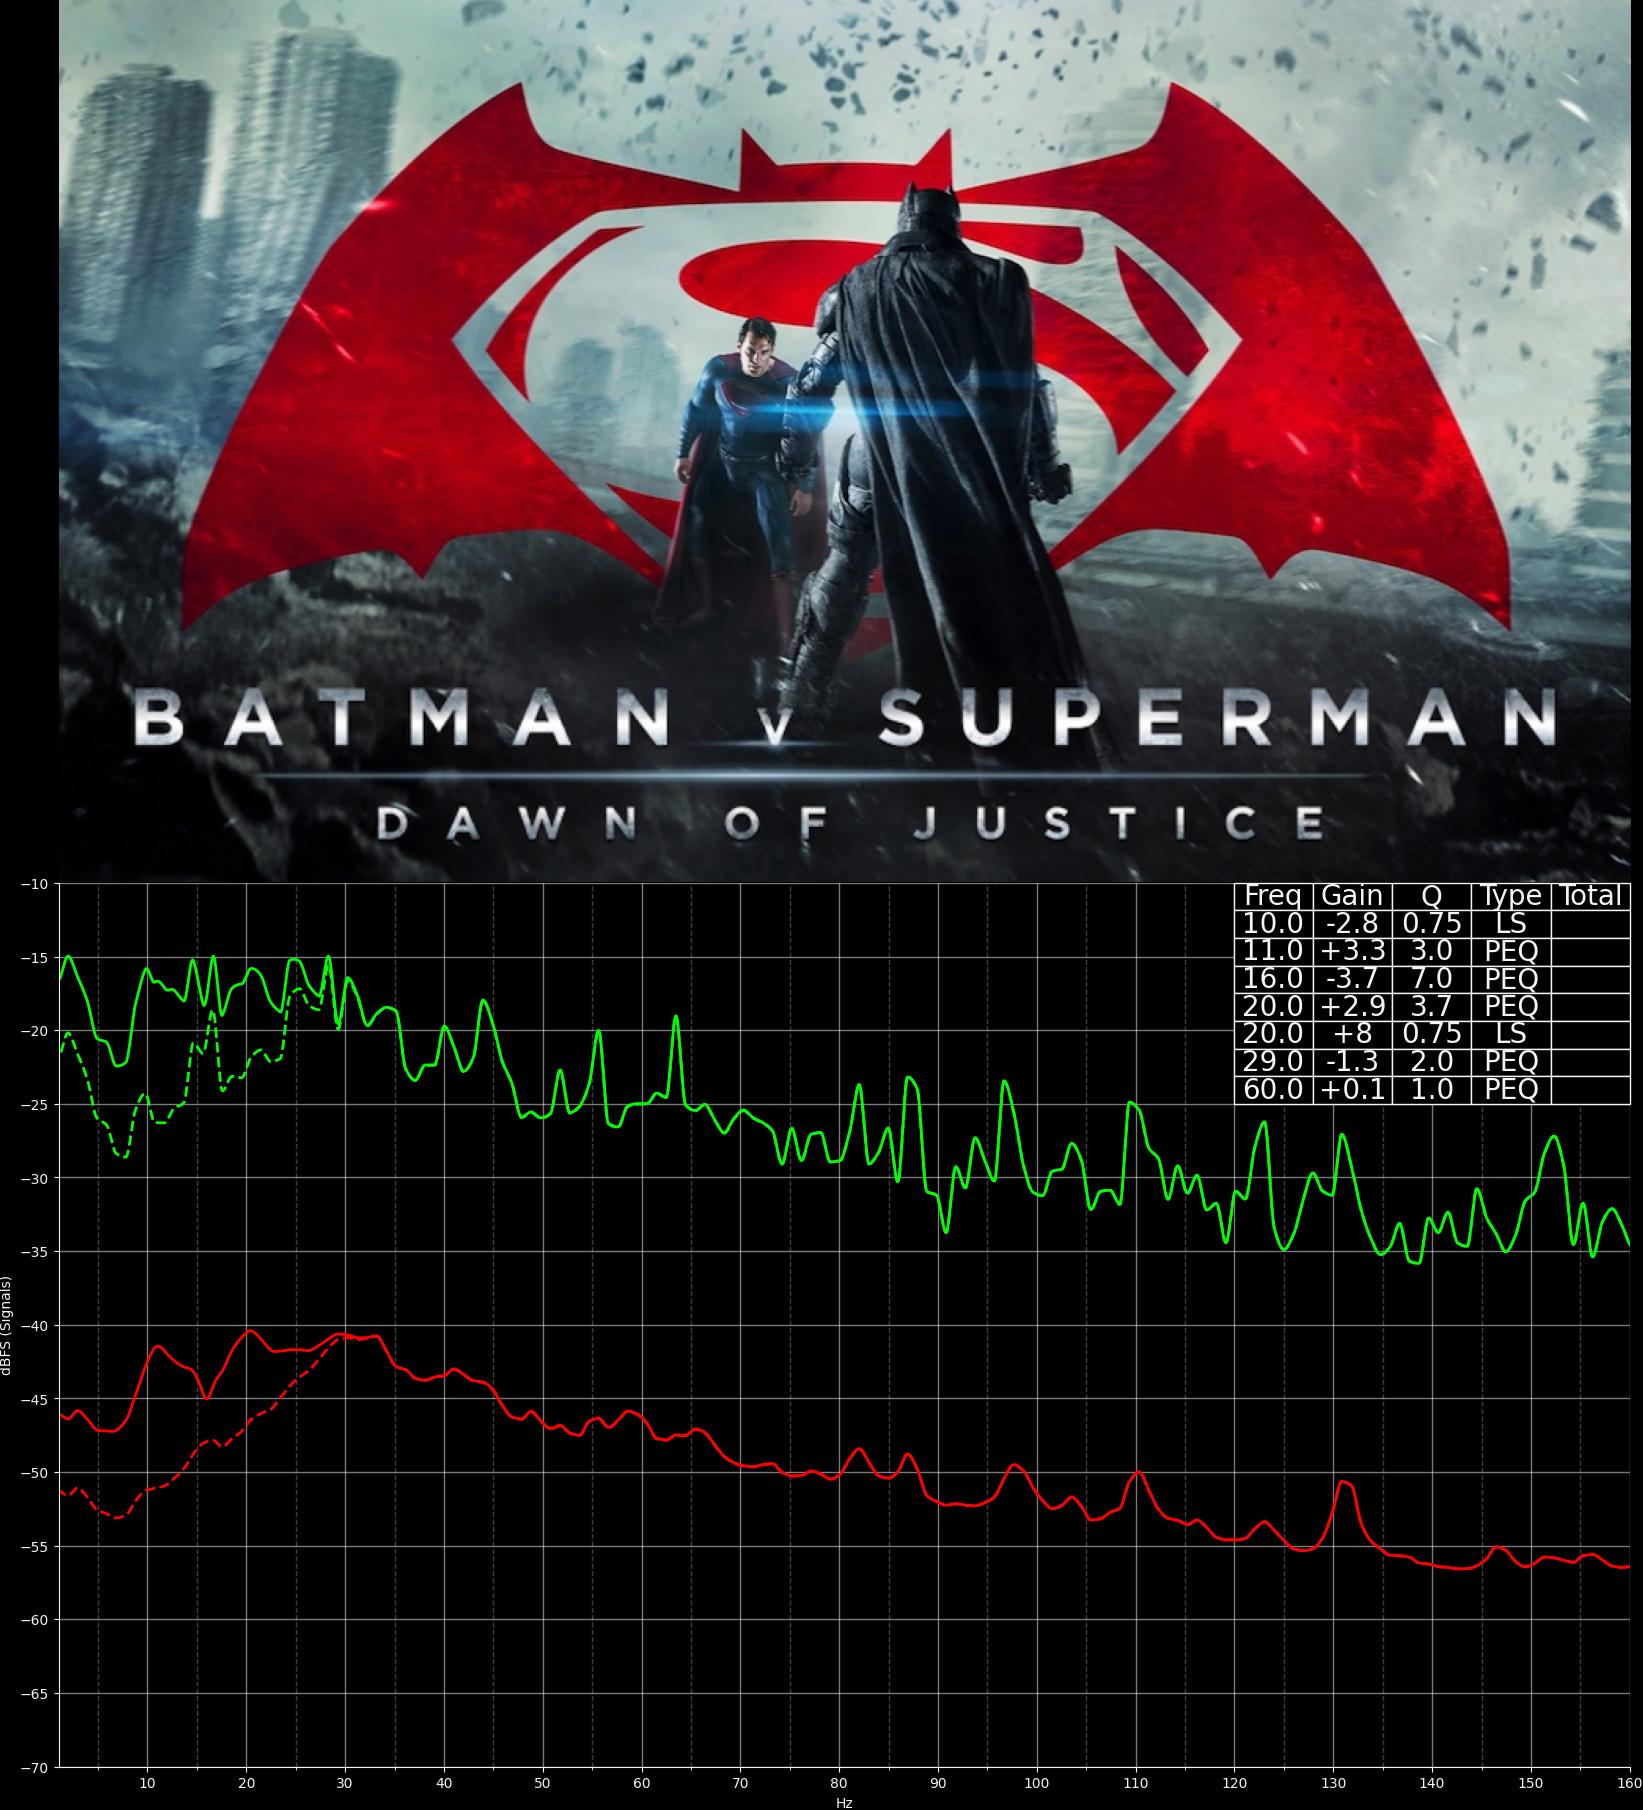 BATMAN v SUPERMAN
DAWN OF JUSTICE
Freq Gain Q Type Total
10.0 -2.8 0.75 LS
11.0 +3.3 3.0 PEQ
16.0 -3.7 7.0 PEQ
20.0 +2.9 3.7 PEQ
20.0 +8 0.75 LS
29.0 -1.3 2.0 PEQ
60.0 +0.1 1.0 PEQ
−10
−15
−20
−25
−30
−35
−40
−45
−50
−55
−60
−65
−70
dBFS (Signals)
10 20 30 40 50 60 70 80 90 100 110 120 130 140 150 160
Hz